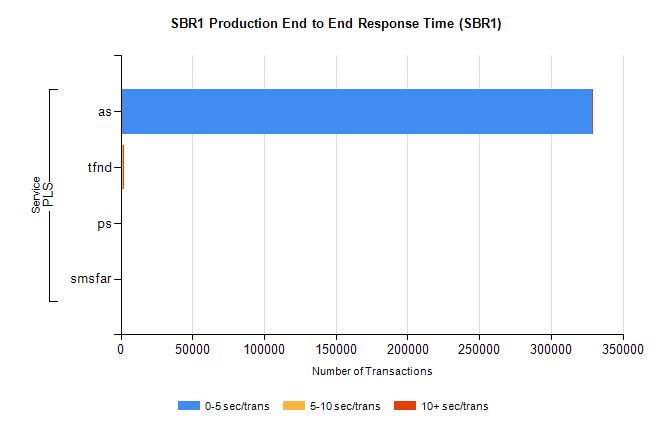 SBR1 Production End to End Response Time (SBR1)
Service
PLS
as
tfnd
ps
smsfar
0 50000 100000 150000 200000 250000 300000 350000
Number of Transactions
0-5 sec/trans 5-10 sec/trans 10+ sec/trans